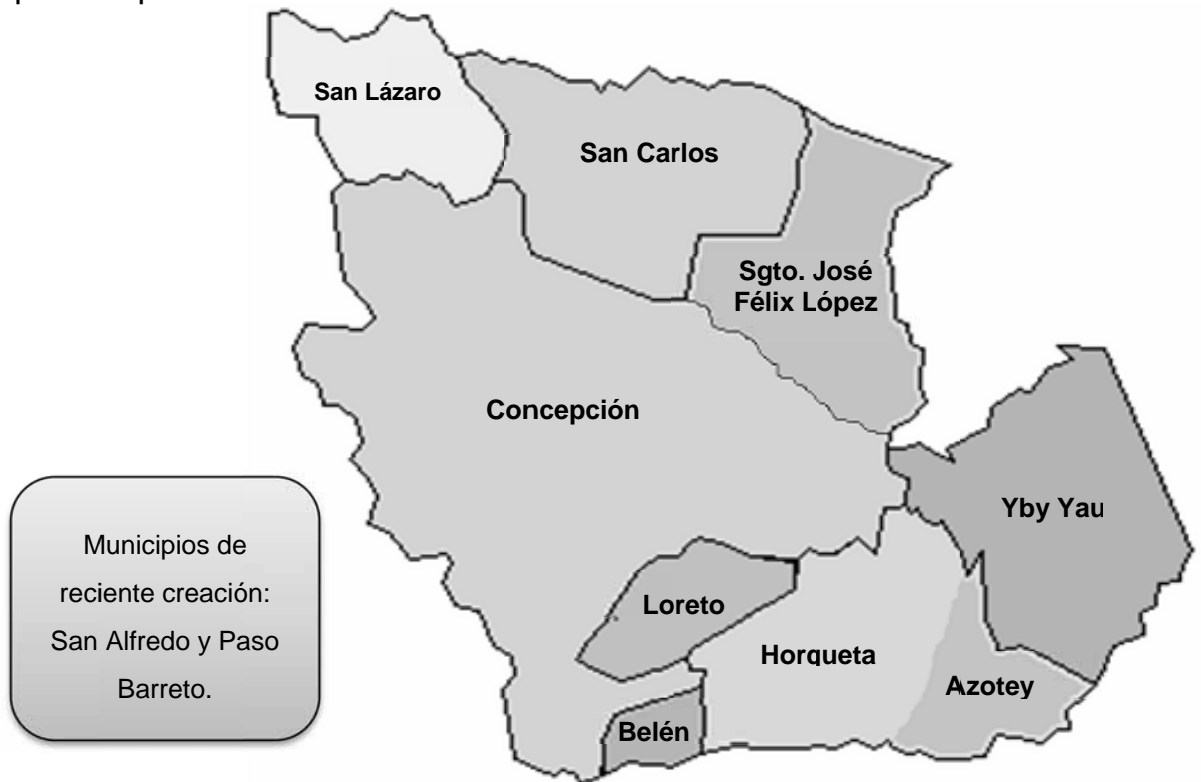 San Lázaro
San Carlos
Sgto. José
Félix López
Concepción
Yby Yau
Municipios de
reciente creación:
San Alfredo y Paso
Barreto.
Loreto
Horqueta
Azotey
Belén